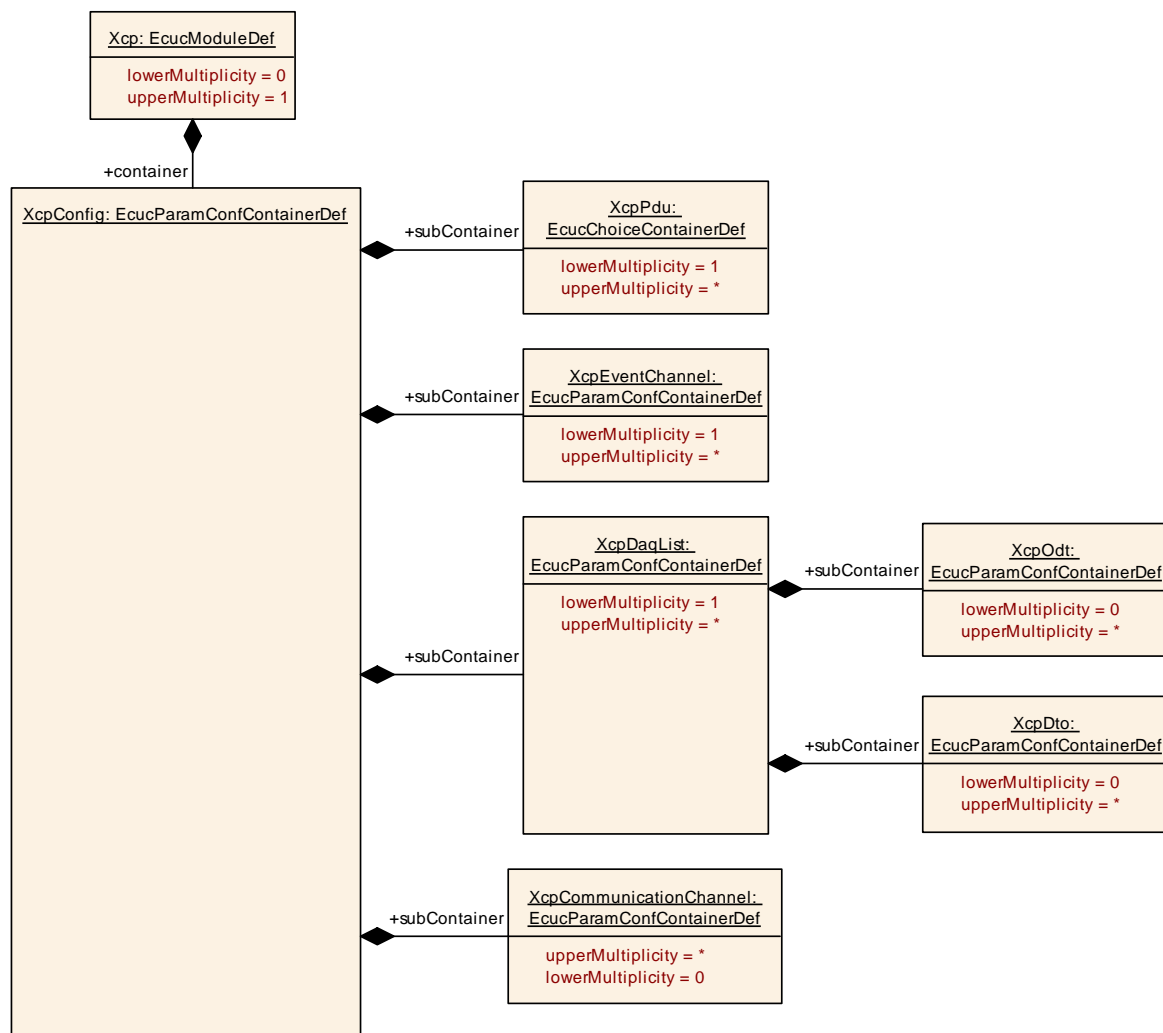 Xcp: EcucModuleDef
lowerMultiplicity = 0
upperMultiplicity = 1
+container
XcpConfig: EcucParamConfContainerDef
+subContainer
XcpPdu:
EcucChoiceContainerDef
lowerMultiplicity = 1
upperMultiplicity = *
+subContainer
XcpEventChannel:
EcucParamConfContainerDef
lowerMultiplicity = 1
upperMultiplicity = *
+subContainer
XcpDaqList:
EcucParamConfContainerDef
lowerMultiplicity = 1
upperMultiplicity = *
+subContainer
XcpOdt:
EcucParamConfContainerDef
lowerMultiplicity = 0
upperMultiplicity = *
+subContainer
XcpDto:
EcucParamConfContainerDef
lowerMultiplicity = 0
upperMultiplicity = *
+subContainer
XcpCommunicationChannel:
EcucParamConfContainerDef
upperMultiplicity = *
lowerMultiplicity = 0